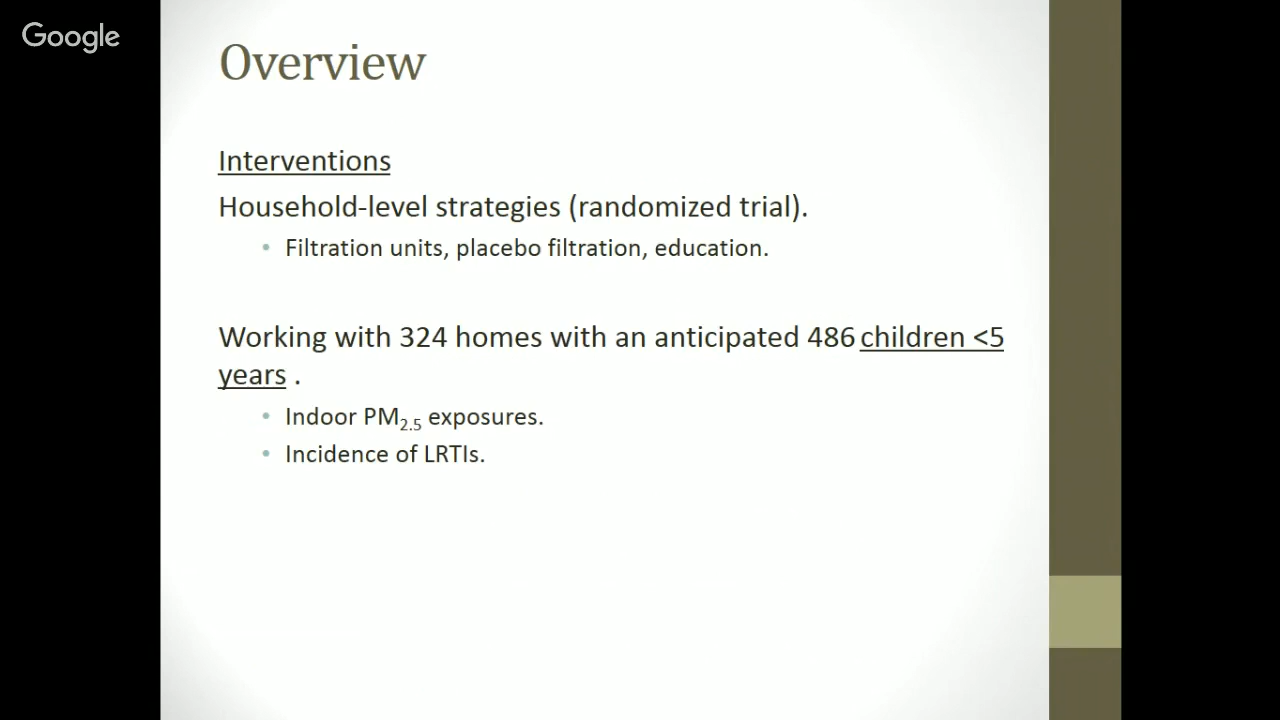 Google
Overview
Interventions
Household-level strategies (randomized trial).
• Filtration units, placebo filtration, education.
Working with 324 homes with an anticipated 486 children <5
years .
• Indoor PM2.5 exposures.
• Incidence of LRTIs.